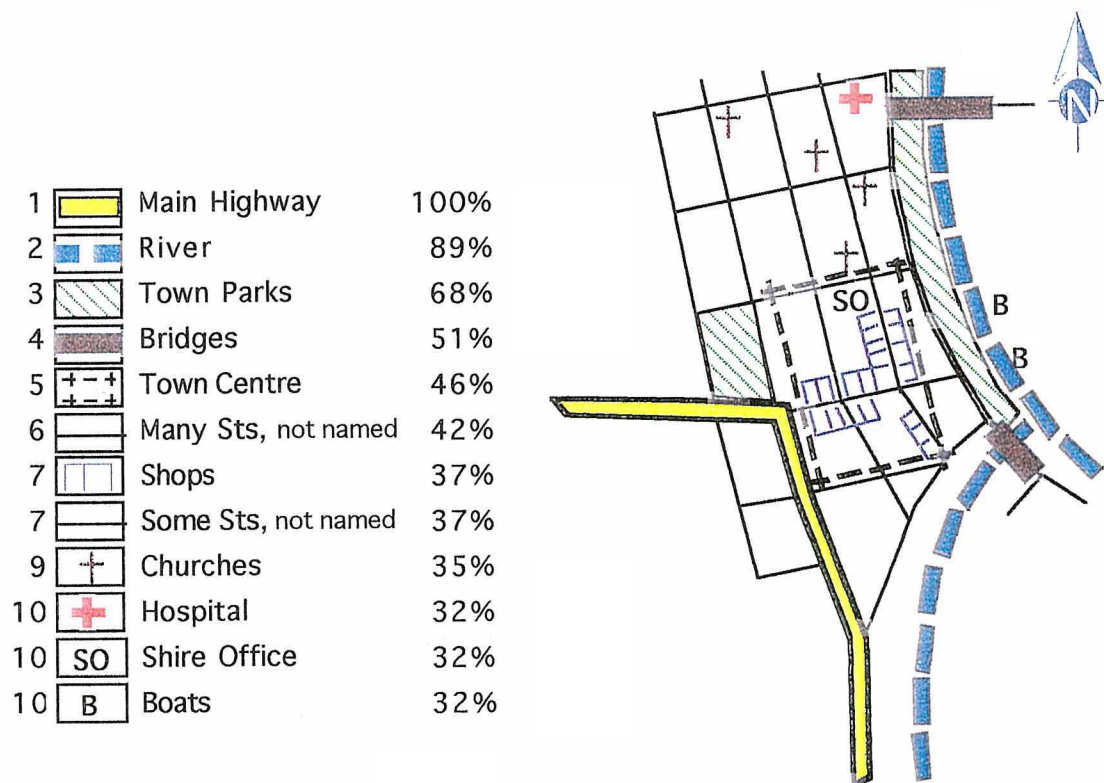 1 Main Highway 100%
2 River 89%
3 Town Parks 68%
4 Bridges 51%
5 Town Centre 46%
6 Many Sts, not named 42%
7 Shops 37%
7 Some Sts, not named 37%
9 Churches 35%
10 Hospital 32%
10 SO Shire Office 32%
10 B Boats 32%
N
SO
B
B